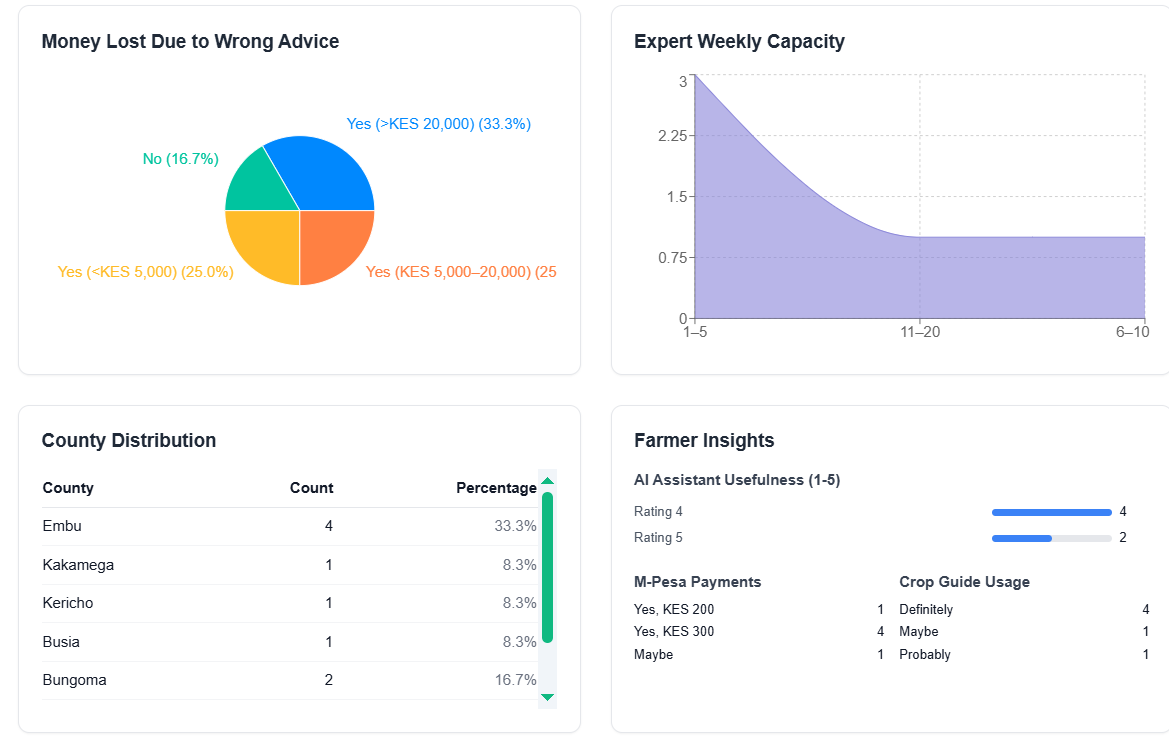 Money Lost Due to Wrong Advice
Yes (>KES 20,000) (33.3%)
No (16.7%)
Yes (<KES 5,000) (25.0%)
Yes (KES 5,000–20,000) (25
Expert Weekly Capacity
3
2.25
1.5
0.75
0
1–5
11–20
6–10
County Distribution
County Count Percentage
Embu 4 33.3%
Kakamega 1 8.3%
Kericho 1 8.3%
Busia 1 8.3%
Bungoma 2 16.7%
Farmer Insights
AI Assistant Usefulness (1-5)
Rating 4 4
Rating 5 2
M-Pesa Payments
Yes, KES 200 1
Yes, KES 300 4
Maybe 1
Crop Guide Usage
Definitely 4
Maybe 1
Probably 1